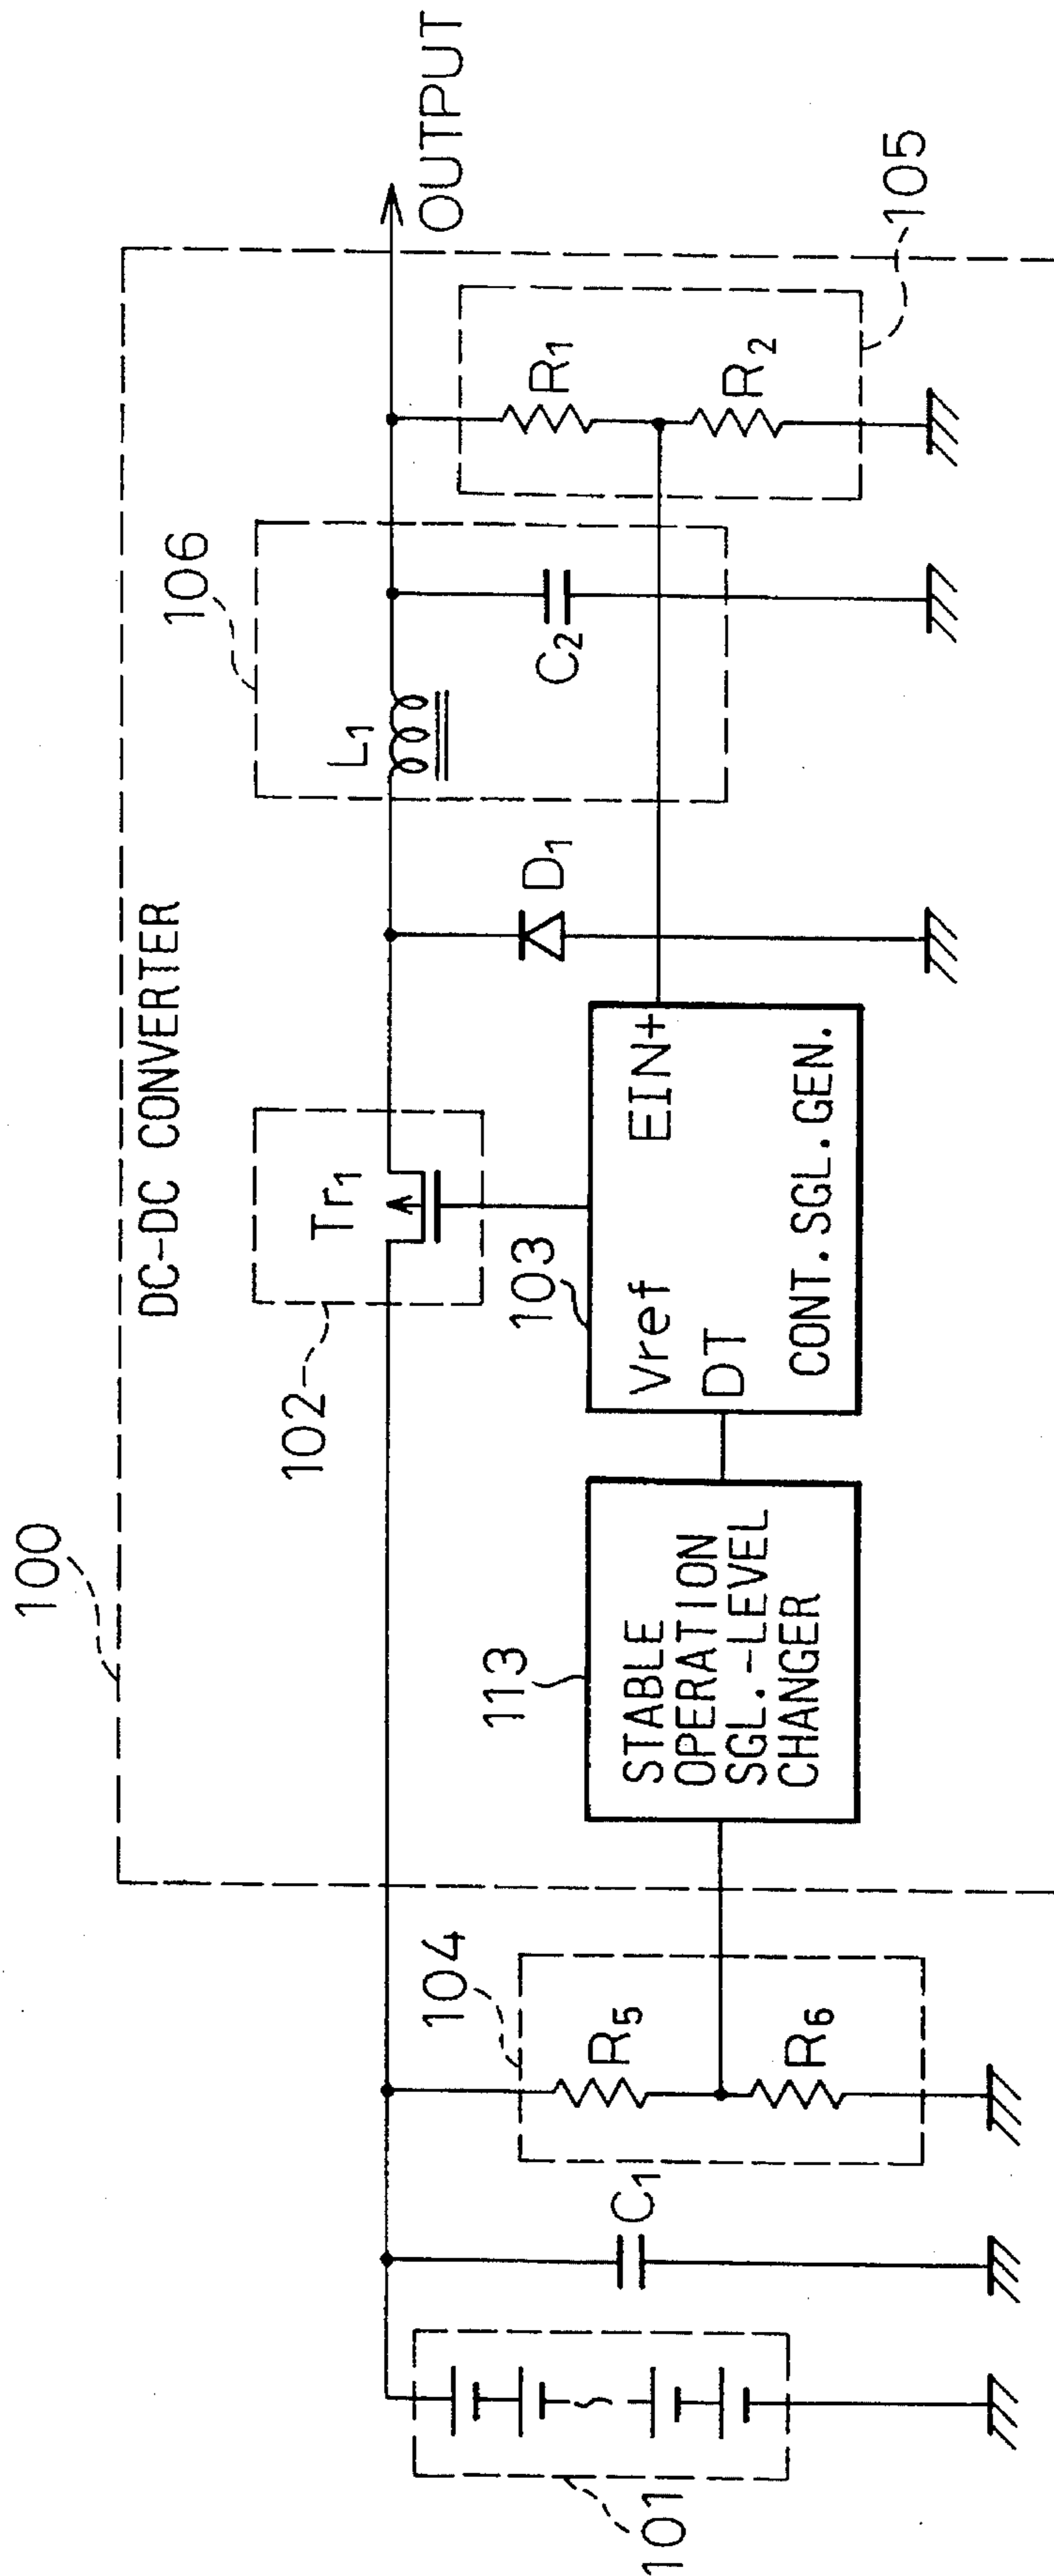 100
DC-DC CONVERTER
106
102
Tr1
L1
OUTPUT
104
113
103
D1
C2
R1
R5
STABLE
OPERATION
SGL.-LEVEL
CHANGER
Vref
EIN+
DT
CONT.SGL.GEN.
R2
C1
R6
101
105